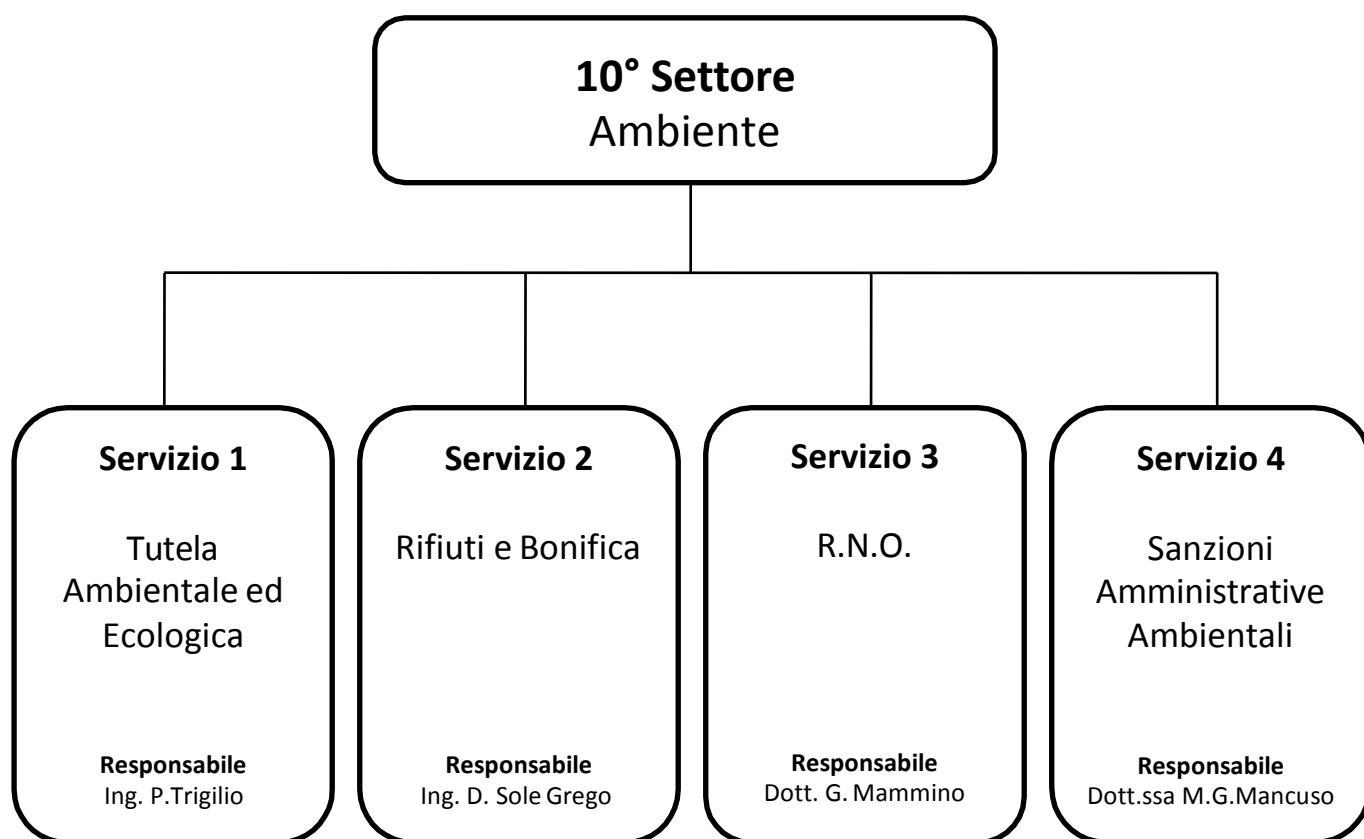 10° Settore
Ambiente
Servizio 1
Tutela
Ambientale ed
Ecologica
Responsabile
Ing. P.Trigilio
Servizio 2
Rifiuti e Bonifica
Responsabile
Ing. D. Sole Grego
Servizio 3
R.N.O.
Responsabile
Dott. G. Mammino
Servizio 4
Sanzioni
Amministrative
Ambientali
Responsabile
Dott.ssa M.G.Mancuso